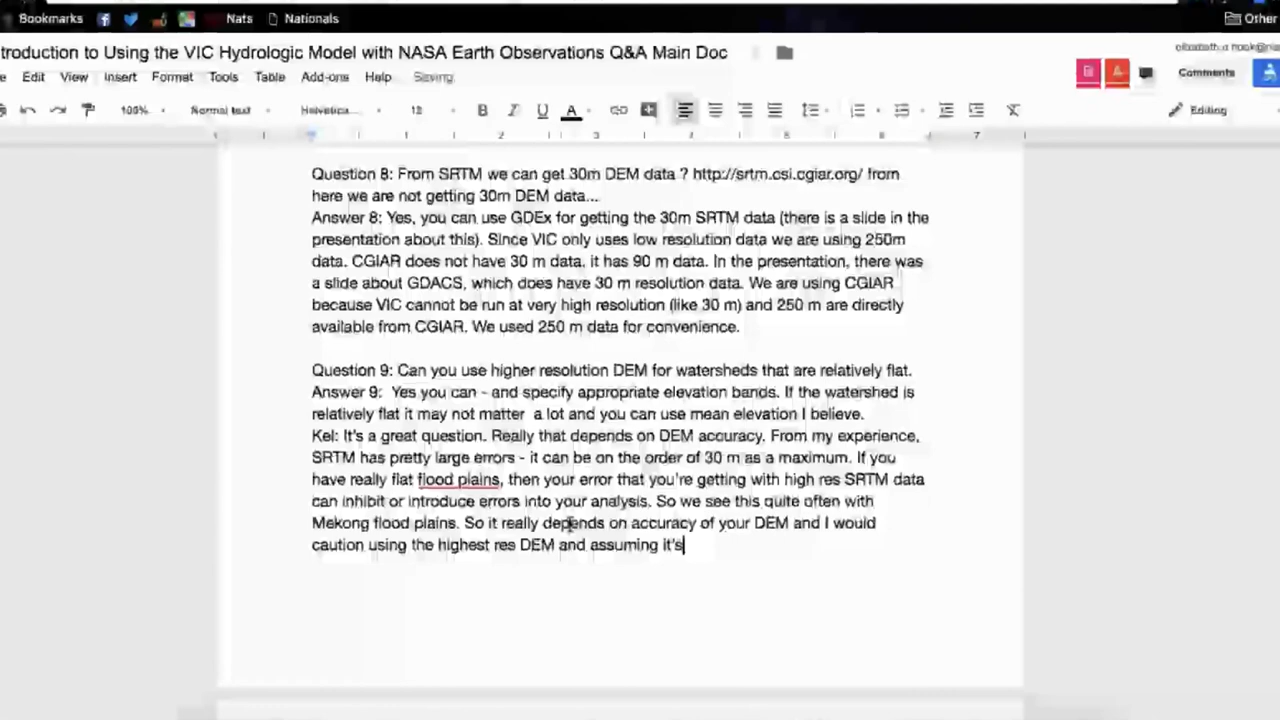 Bookmarks Nats Nationals Other
troduction to Using the VIC Hydrologic Model with NASA Earth Observations Q&A Main Doc
Edit View Insert Format Tools Table Add-ons Help Saving... Comments
100% Normal text Helvetica... 12 B I U A Editing
1 2 3 4 5 6 7
Question 8: From SRTM we can get 30m DEM data ? http://srtm.csi.cgiar.org/ from
here we are not getting 30m DEM data...
Answer 8: Yes, you can use GDEx for getting the 30m SRTM data (there is a slide in the
presentation about this). Since VIC only uses low resolution data we are using 250m
data. CGIAR does not have 30 m data, it has 90 m data. In the presentation, there was
a slide about GDACS, which does have 30 m resolution data. We are using CGIAR
because VIC cannot be run at very high resolution (like 30 m) and 250 m are directly
available from CGIAR. We used 250 m data for convenience.
Question 9: Can you use higher resolution DEM for watersheds that are relatively flat.
Answer 9: Yes you can - and specify appropriate elevation bands. If the watershed is
relatively flat it may not matter a lot and you can use mean elevation I believe.
Kel: It's a great question. Really that depends on DEM accuracy. From my experience,
SRTM has pretty large errors - it can be on the order of 30 m as a maximum. If you
have really flat flood plains, then your error that you're getting with high res SRTM data
can inhibit or introduce errors into your analysis. So we see this quite often with
Mekong flood plains. So it really depends on accuracy of your DEM and I would
caution using the highest res DEM and assuming it's